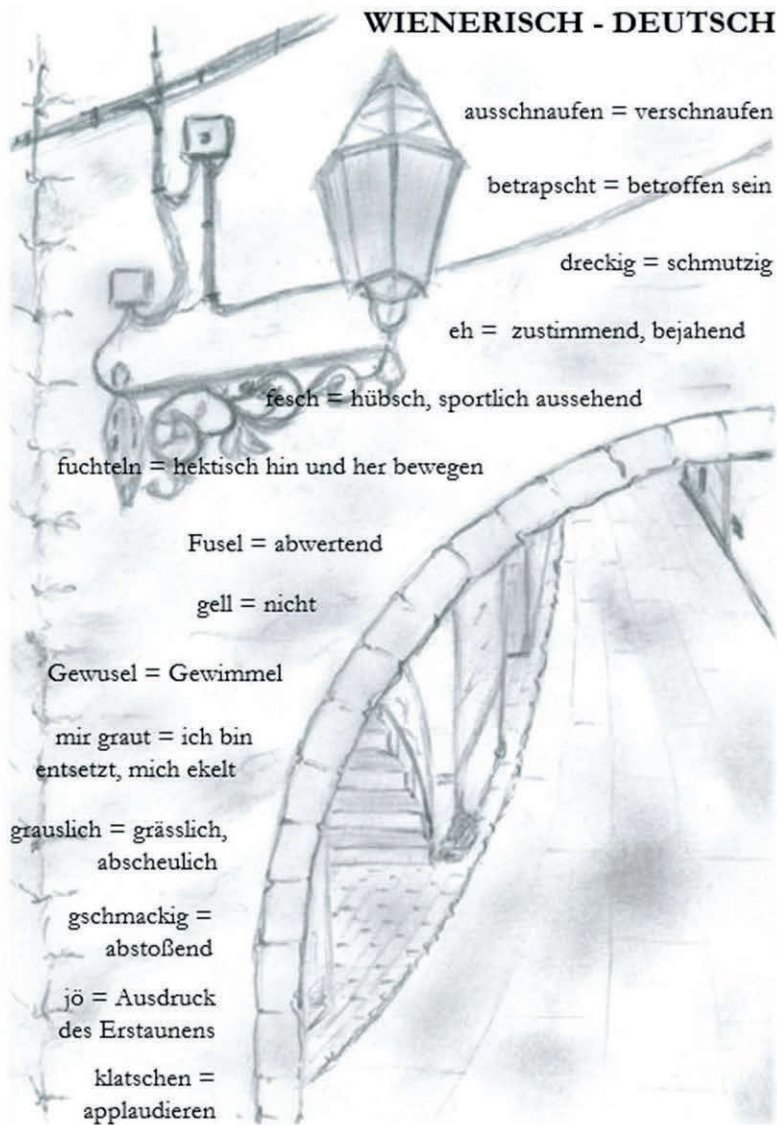 WIENERISCH - DEUTSCH
ausschnaufen = verschnaufen
betrapscht = betroffen sein
dreckig = schmutzig
eh = zustimmend, bejahend
fesch = hübsch, sportlich aussehend
fuchteln = hektisch hin und her bewegen
Fusel = abwertend
gell = nicht
Gewusel = Gewimmel
mir graut = ich bin
entsetzt, mich ekelt
grauslich = grässlich,
abscheulich
gschmackig =
abstoßend
jö = Ausdruck
des Erstaunens
klatschen =
applaudieren